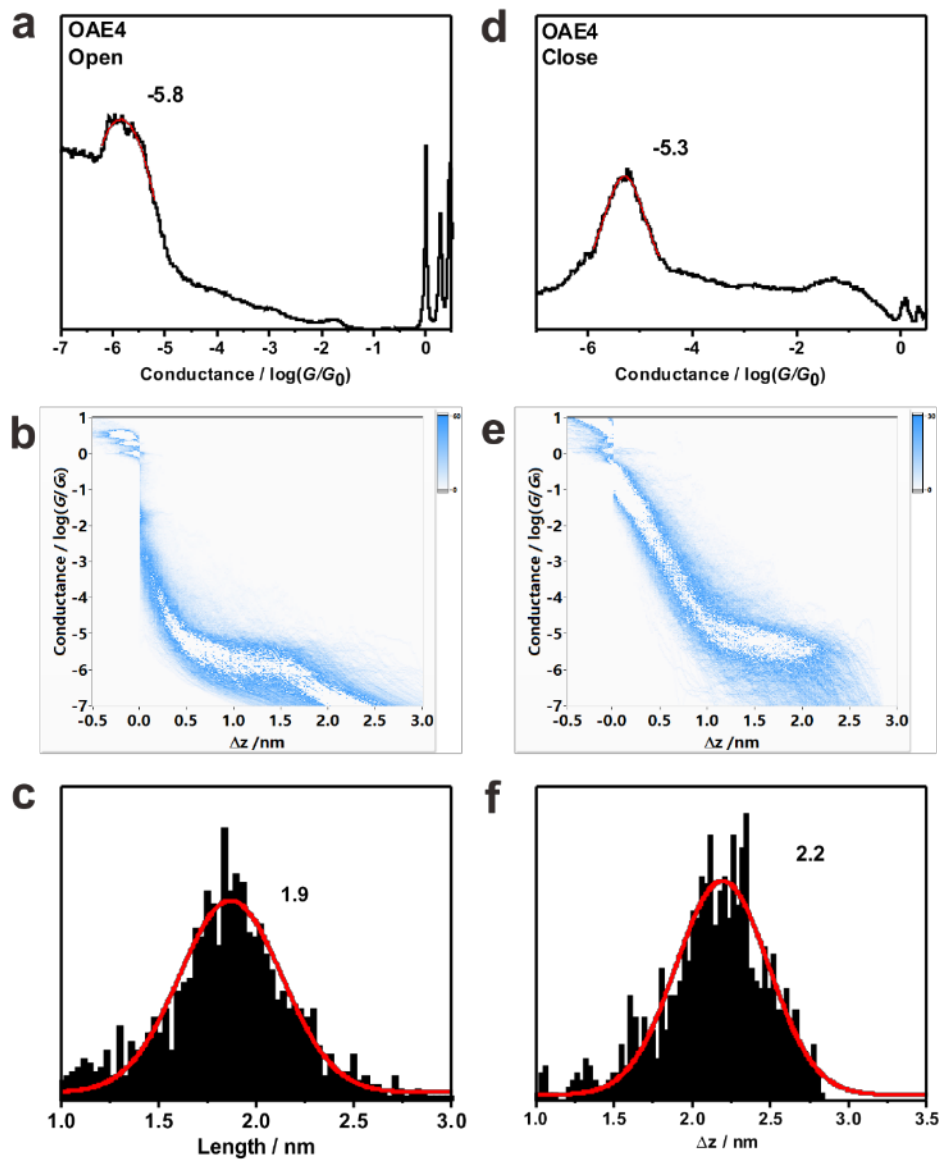 a
OAE4
Open
-5.8
-7 -6 -5 -4 -3 -2 -1 0
Conductance / log(G/G0)
d
OAE4
Close
-5.3
-6 -4 -2 0
Conductance / log(G/G0)
b
1
0
-1
-2
-3
-4
-5
-6
-7
Conductance / log(G/G0)
-0.5 0.0 0.5 1.0 1.5 2.0 2.5 3.0
Δz /nm
0
e
1
0
-1
-2
-3
-4
-5
-6
-7
Conductance / log(G/G0)
-0.5 -0.0 0.5 1.0 1.5 2.0 2.5 3.0
Δz /nm
0
c
1.9
1.0 1.5 2.0 2.5 3.0
Length / nm
f
2.2
1.0 1.5 2.0 2.5 3.0 3.5
Δz / nm